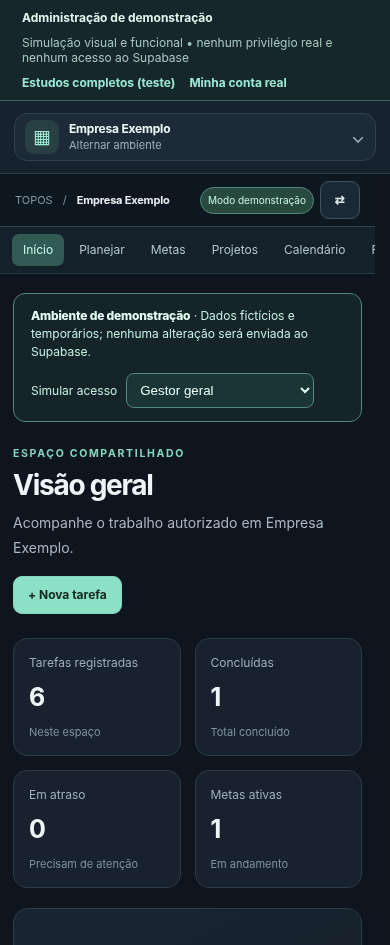 Administração de demonstração
Simulação visual e funcional • nenhum privilégio real e
nenhum acesso ao Supabase
Estudos completos (teste) Minha conta real
Empresa Exemplo
Alternar ambiente
TOPOS / Empresa Exemplo Modo demonstração
Início Planejar Metas Projetos Calendário
Ambiente de demonstração · Dados fictícios e
temporários; nenhuma alteração será enviada ao
Supabase.
Simular acesso Gestor geral
ESPAÇO COMPARTILHADO
Visão geral
Acompanhe o trabalho autorizado em Empresa
Exemplo.
+ Nova tarefa
Tarefas registradas
6
Neste espaço
Concluídas
1
Total concluído
Em atraso
0
Precisam de atenção
Metas ativas
1
Em andamento